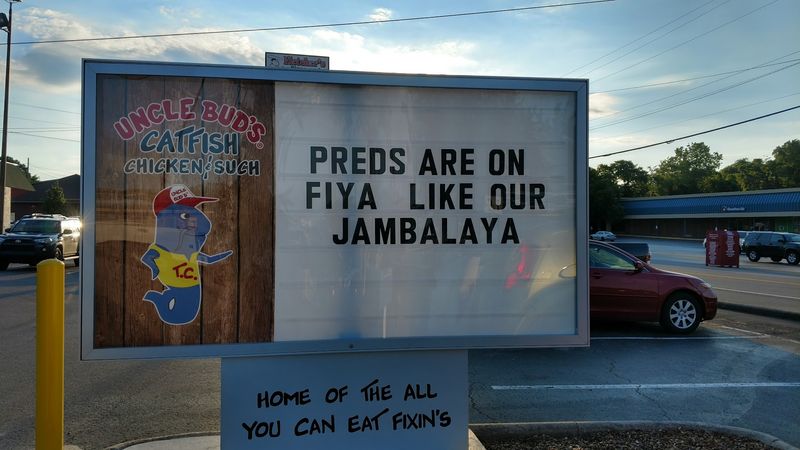 UNCLE BUD'S
CATFISH
CHICKEN & SUCH
UNCLE BUD'S
T.C.
PREDS ARE ON
FIYA LIKE OUR
JAMBALAYA
HOME OF THE ALL
YOU CAN EAT FIXIN'S